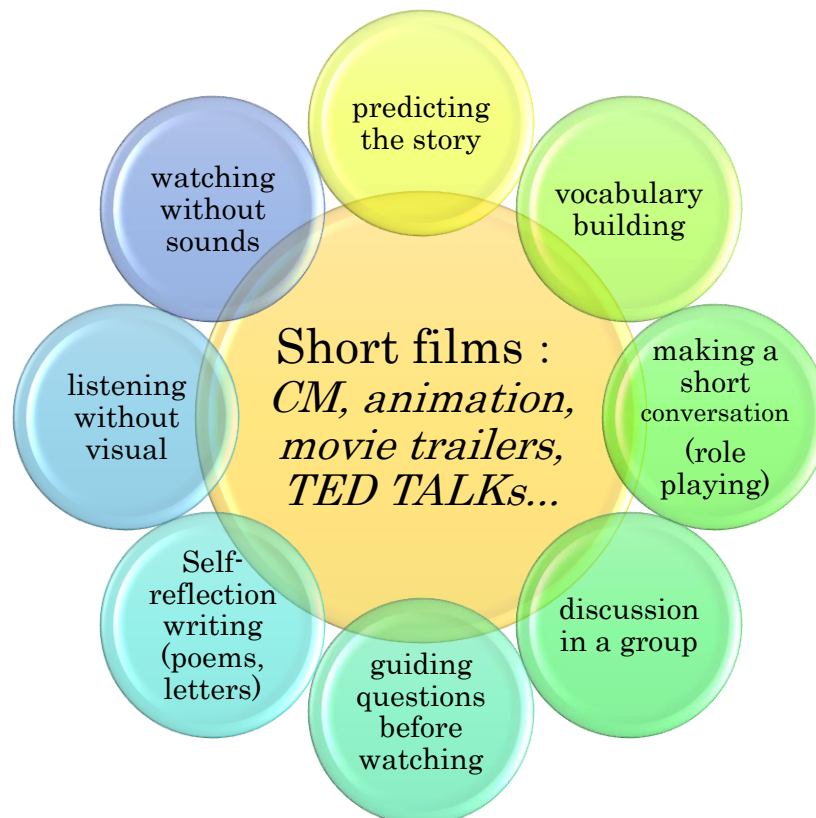 predicting
the story
vocabulary
building
making a
short
conversation
(role
playing)
discussion
in a group
guiding
questions
before
watching
Self-
reflection
writing
(poems,
letters)
listening
without
visual
watching
without
sounds
Short films :
CM, animation,
movie trailers,
TED TALKs...